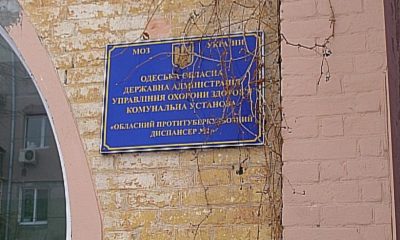 МОЗ УКРАЇНИ
ОДЕСЬКА ОБЛАСНА
ДЕРЖАВНА АДМІНІСТРАЦІЯ
УПРАВЛІННЯ ОХОРОНИ ЗДОРОВ'Я
КОМУНАЛЬНА УСТАНОВА
«ОБЛАСНИЙ ПРОТИТУБЕРКУЛЬОЗНИЙ
ДИСПАНСЕР